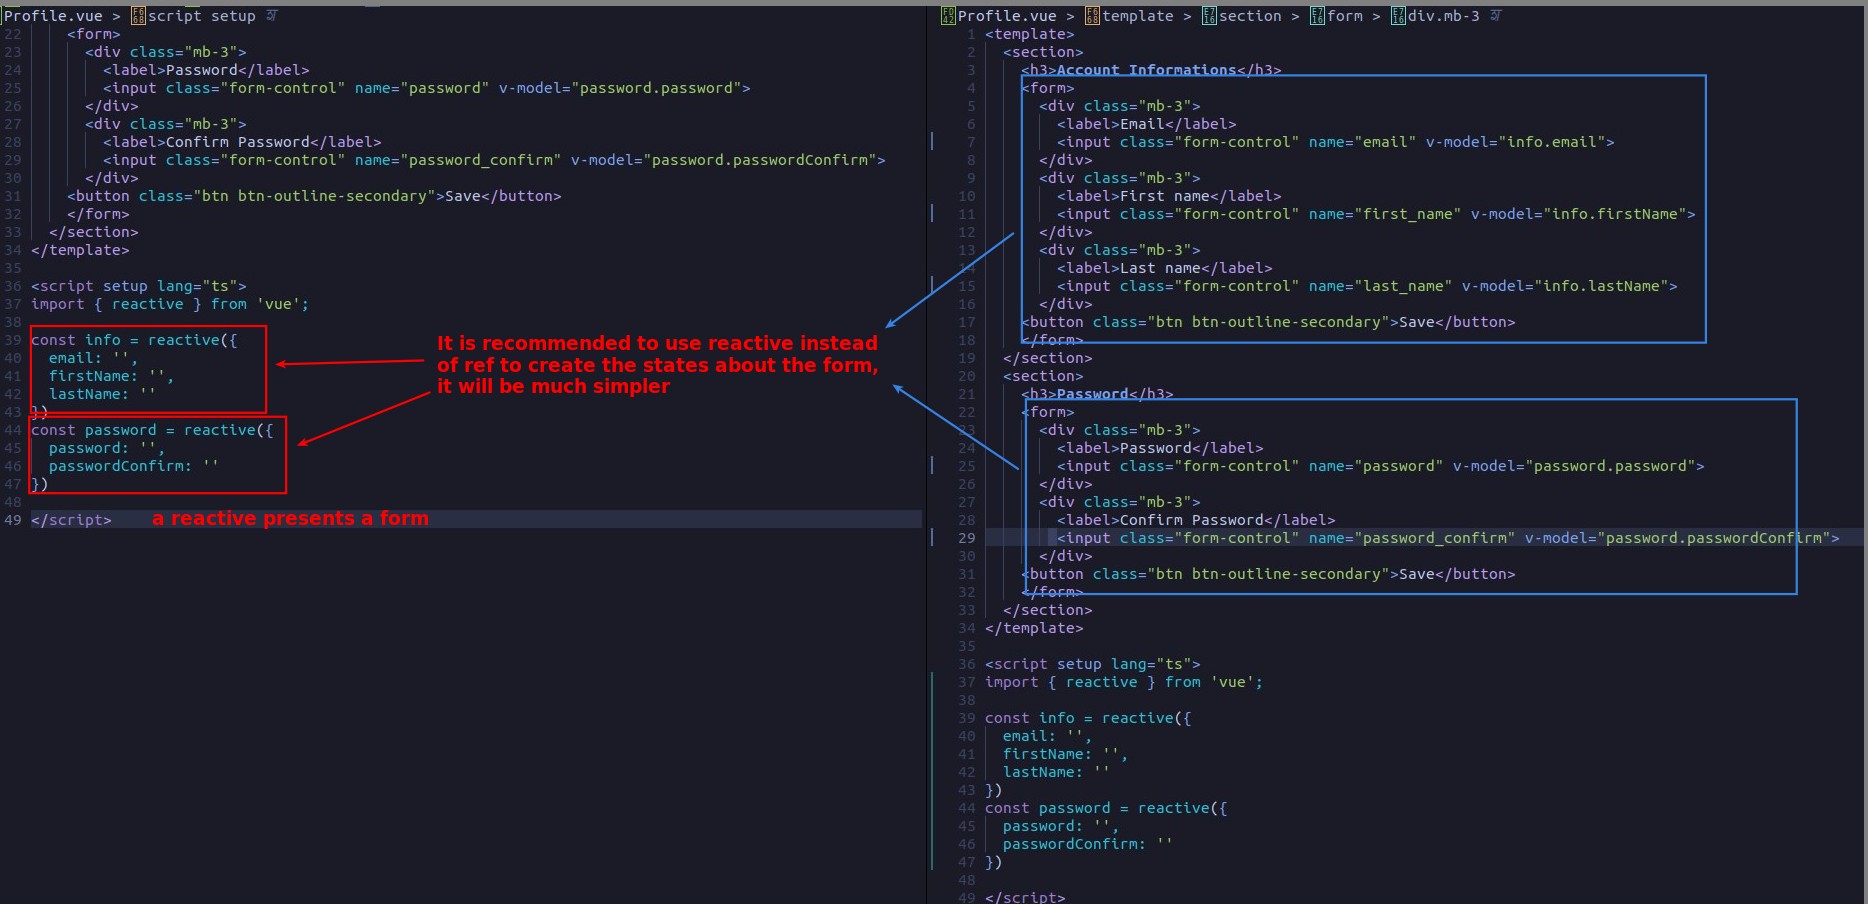 Profile.vue > script setup
22 <form>
23 <div class="mb-3">
24 <label>Password</label>
25 <input class="form-control" name="password" v-model="password.password">
26 </div>
27 <div class="mb-3">
28 <label>Confirm Password</label>
29 <input class="form-control" name="password_confirm" v-model="password.passwordConfirm">
30 </div>
31 <button class="btn btn-outline-secondary">Save</button>
32 </form>
33 </section>
34 </template>
35
36 <script setup lang="ts">
37 import { reactive } from 'vue';
38
39 const info = reactive({
40 email: '',
41 firstName: '',
42 lastName: ''
43 })
44 const password = reactive({
45 password: '',
46 passwordConfirm: ''
47 })
48
49 </script>
It is recommended to use reactive instead
of ref to create the states about the form,
it will be much simpler
a reactive presents a form
Profile.vue > template > section > form > div.mb-3
1 <template>
2 <section>
3 <h3>Account Informations</h3>
4 <form>
5 <div class="mb-3">
6 <label>Email</label>
7 <input class="form-control" name="email" v-model="info.email">
8 </div>
9 <div class="mb-3">
10 <label>First name</label>
11 <input class="form-control" name="first_name" v-model="info.firstName">
12 </div>
13 <div class="mb-3">
14 <label>Last name</label>
15 <input class="form-control" name="last_name" v-model="info.lastName">
16 </div>
17 <button class="btn btn-outline-secondary">Save</button>
18 </form>
19 </section>
20 <section>
21 <h3>Password</h3>
22 <form>
23 <div class="mb-3">
24 <label>Password</label>
25 <input class="form-control" name="password" v-model="password.password">
26 </div>
27 <div class="mb-3">
28 <label>Confirm Password</label>
29 <input class="form-control" name="password_confirm" v-model="password.passwordConfirm">
30 </div>
31 <button class="btn btn-outline-secondary">Save</button>
32 </form>
33 </section>
34 </template>
35
36 <script setup lang="ts">
37 import { reactive } from 'vue';
38
39 const info = reactive({
40 email: '',
41 firstName: '',
42 lastName: ''
43 })
44 const password = reactive({
45 password: '',
46 passwordConfirm: ''
47 })
48
49 </script>